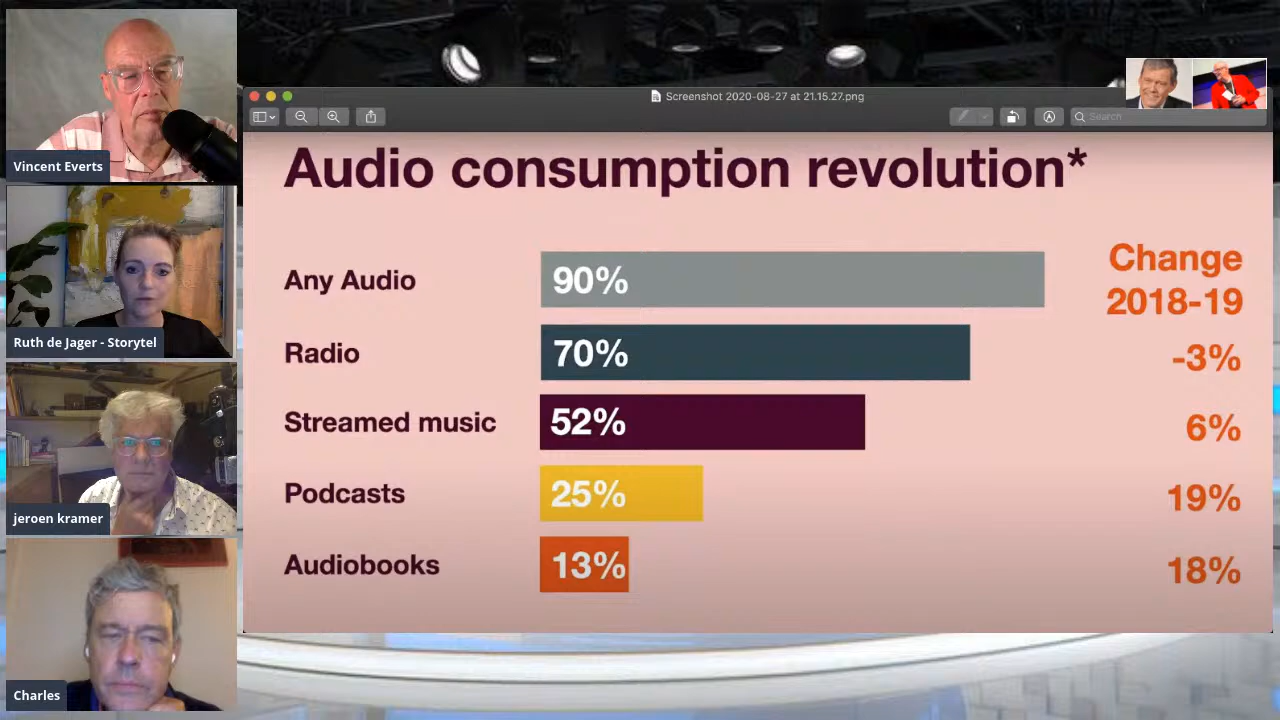 Vincent Everts
Ruth de Jager - Storytel
jeroen kramer
Charles
Screenshot 2020-08-27 at 21.15.27.png
Search
Audio consumption revolution*
Change
2018-19
Any Audio 90%
Radio 70% -3%
Streamed music 52% 6%
Podcasts 25% 19%
Audiobooks 13% 18%